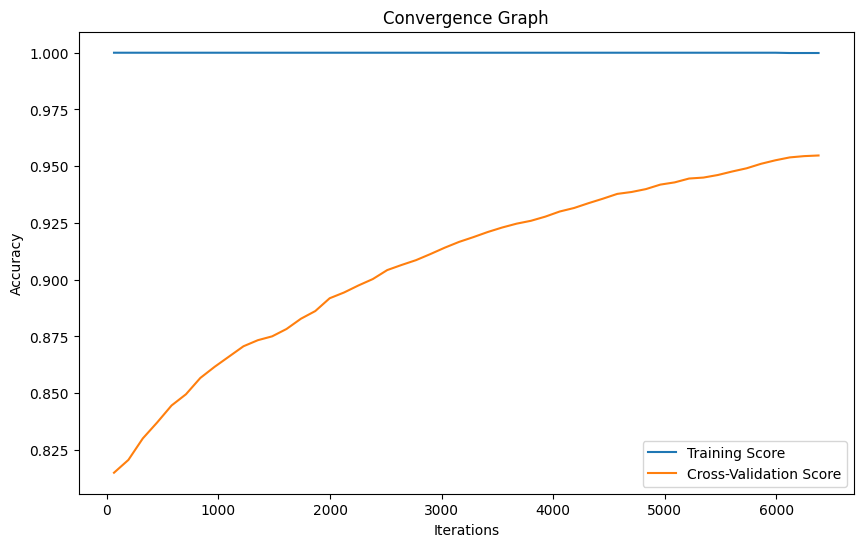 Convergence Graph
1.000
0.975
0.950
0.925
0.900
0.875
0.850
0.825
Accuracy
0 1000 2000 3000 4000 5000 6000
Iterations
Training Score
Cross-Validation Score